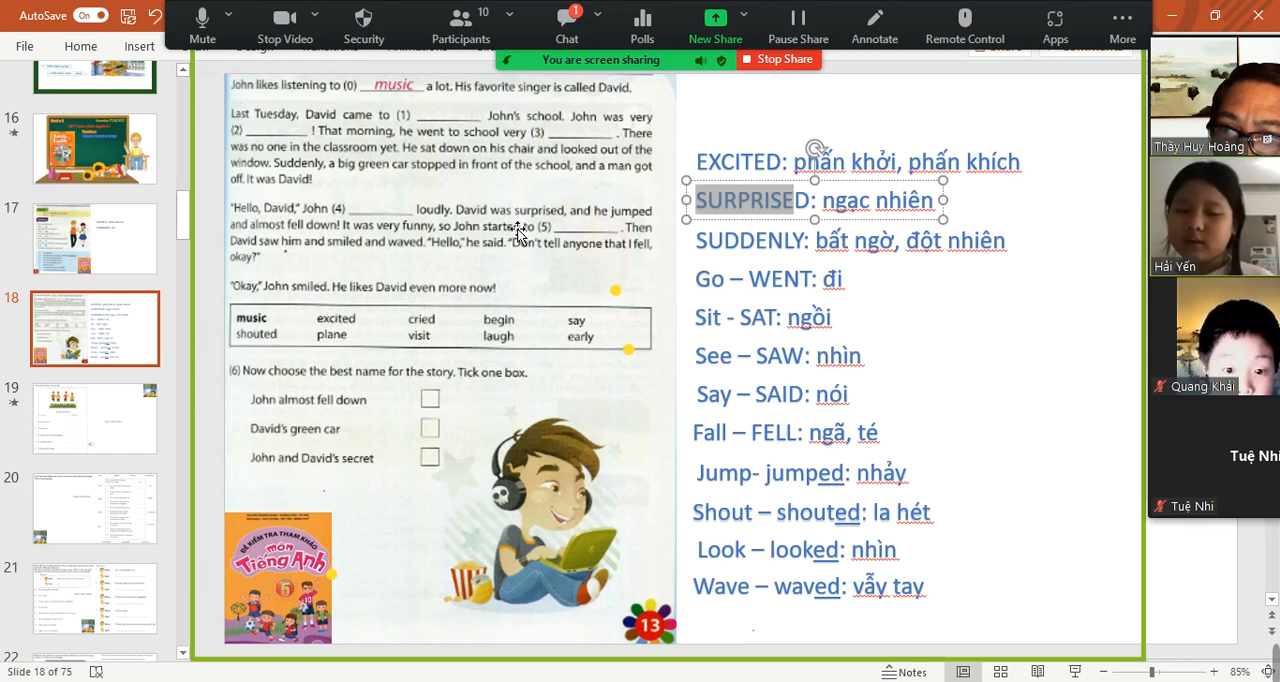 AutoSave On
Mute
Stop Video
Security
10
Participants
1
Chat
Polls
New Share
Pause Share
Annotate
Remote Control
Apps
More
You are screen sharing
Stop Share
File
Home
Insert
16
17
18
19
20
21
22
John likes listening to (0) music a lot. His favorite singer is called David.
Last Tuesday, David came to (1) __________ John's school. John was very
(2) __________ ! That morning, he went to school very (3) __________ . There
was no one in the classroom yet. He sat down on his chair and looked out of the
window. Suddenly, a big green car stopped in front of the school, and a man got
off. It was David!
"Hello, David," John (4) __________ loudly. David was surprised, and he jumped
and almost fell down! It was very funny, so John started to (5) __________ . Then
David saw him and smiled and waved. "Hello," he said. "Don't tell anyone that I fell,
okay?"
"Okay," John smiled. He likes David even more now!
music excited cried begin say
shouted plane visit laugh early
(6) Now choose the best name for the story. Tick one box.
John almost fell down
David's green car
John and David's secret
ĐỀ KIỂM TRA THAM KHẢO
môn
Tiếng Anh
13
EXCITED: phấn khởi, phấn khích
SURPRISED: ngạc nhiên
SUDDENLY: bất ngờ, đột nhiên
Go – WENT: đi
Sit - SAT: ngồi
See – SAW: nhìn
Say – SAID: nói
Fall – FELL: ngã, té
Jump- jumped: nhảy
Shout – shouted: la hét
Look – looked: nhìn
Wave – waved: vẫy tay
Thầy Huy Hoàng
Hải Yến
Quang Khải
Tuệ Nhi
Tuệ Nhi
Slide 18 of 75
Notes
85%